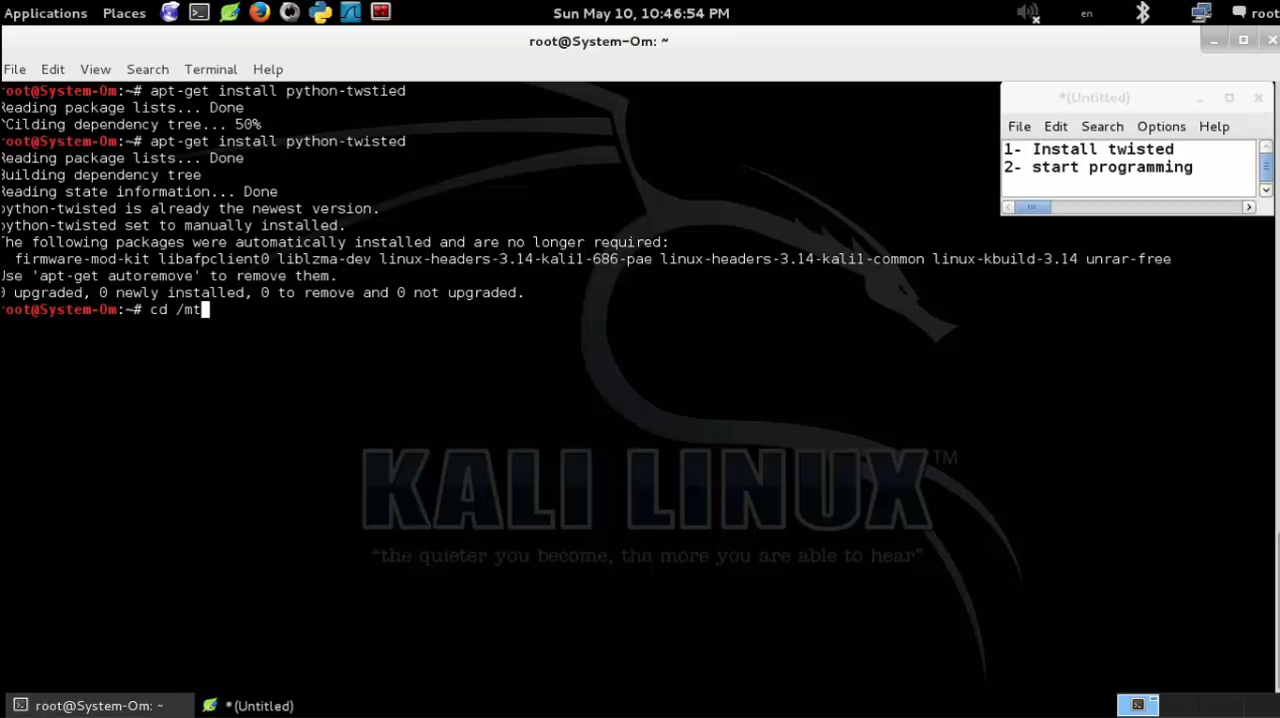 Applications Places Sun May 10, 10:46:54 PM en root
root@System-Om: ~
File Edit View Search Terminal Help
oot@System-Om:~# apt-get install python-twstied
Reading package lists... Done
^Cilding dependency tree... 50%
oot@System-Om:~# apt-get install python-twisted
Reading package lists... Done
Building dependency tree
Reading state information... Done
python-twisted is already the newest version.
python-twisted set to manually installed.
The following packages were automatically installed and are no longer required:
firmware-mod-kit libafpclient0 liblzma-dev linux-headers-3.14-kali1-686-pae linux-headers-3.14-kali1-common linux-kbuild-3.14 unrar-free
Use 'apt-get autoremove' to remove them.
0 upgraded, 0 newly installed, 0 to remove and 0 not upgraded.
oot@System-Om:~# cd /mt
*(Untitled)
File Edit Search Options Help
1- Install twisted
2- start programming
KALI LINUX™
“the quieter you become, the more you are able to hear”
root@System-Om: ~ *(Untitled)